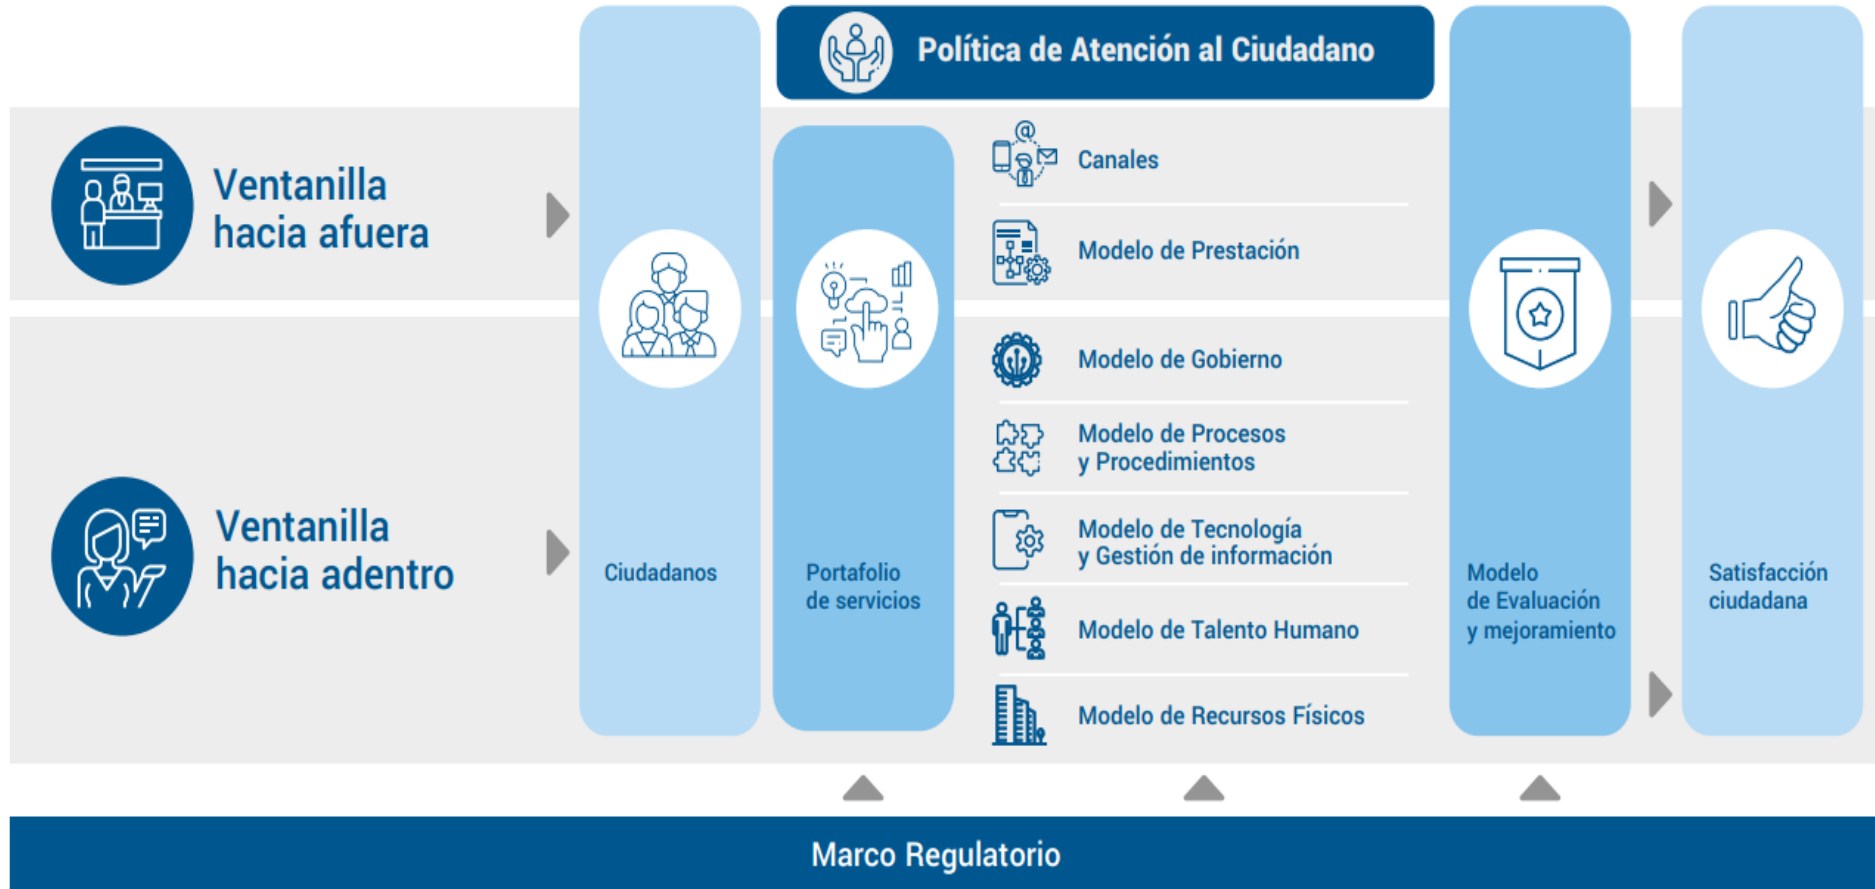 Política de Atención al Ciudadano
Ventanilla
hacia afuera
Canales
Modelo de Prestación
Ventanilla
hacia adentro
Ciudadanos
Portafolio
de servicios
Modelo de Gobierno
Modelo de Procesos
y Procedimientos
Modelo de Tecnología
y Gestión de información
Modelo de Talento Humano
Modelo de Recursos Físicos
Modelo
de Evaluación
y mejoramiento
Satisfacción
ciudadana
Marco Regulatorio